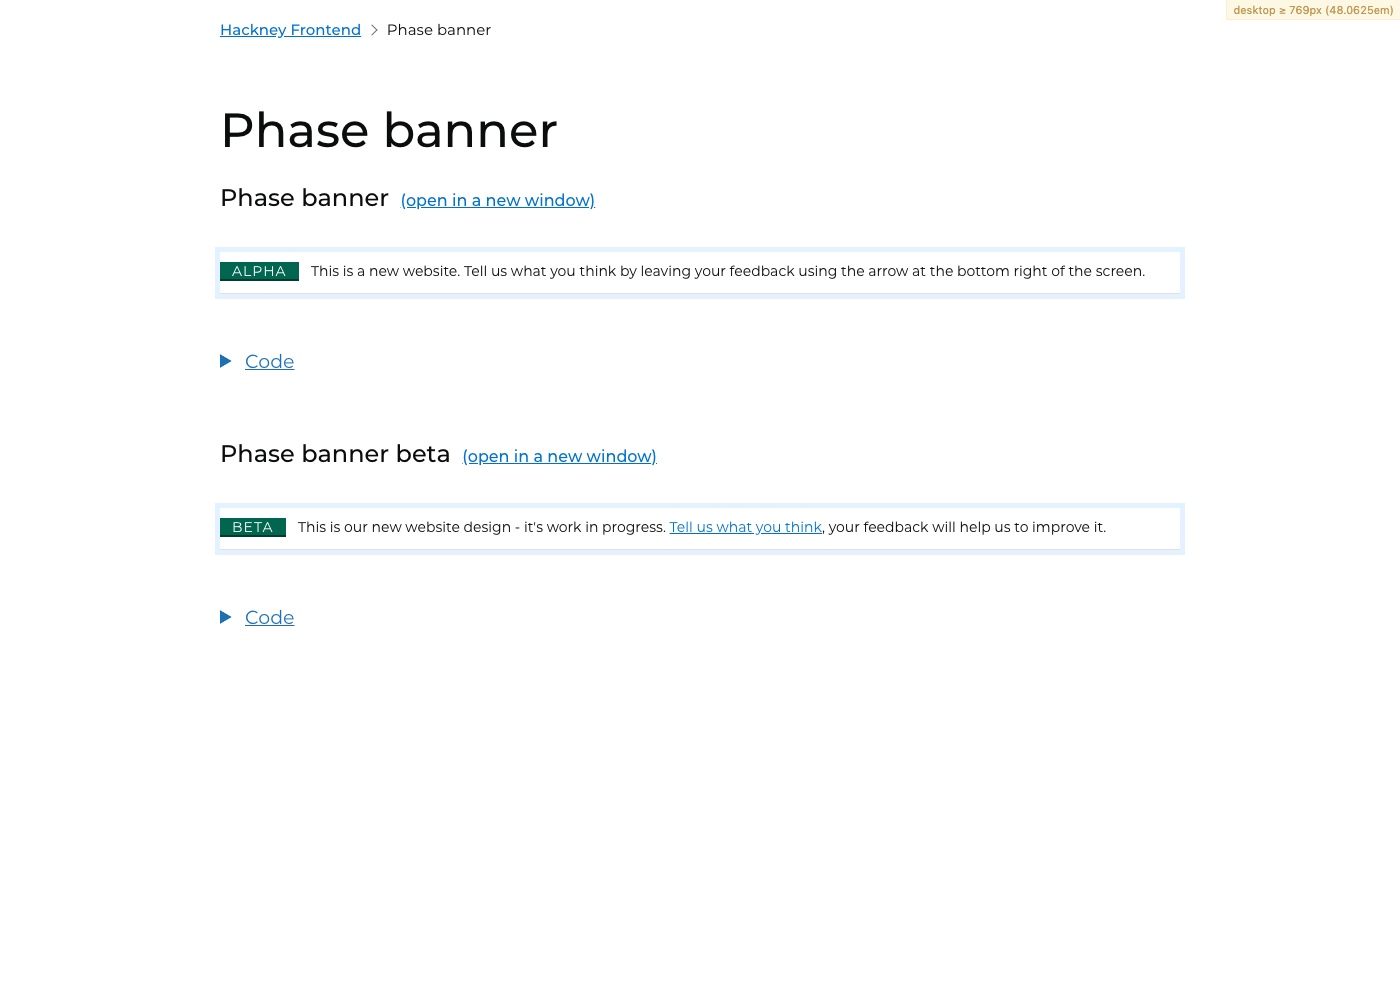 desktop ≥ 769px (48.0625em)
Hackney Frontend > Phase banner
Phase banner
Phase banner (open in a new window)
ALPHA This is a new website. Tell us what you think by leaving your feedback using the arrow at the bottom right of the screen.
Code
Phase banner beta (open in a new window)
BETA This is our new website design - it's work in progress. Tell us what you think, your feedback will help us to improve it.
Code